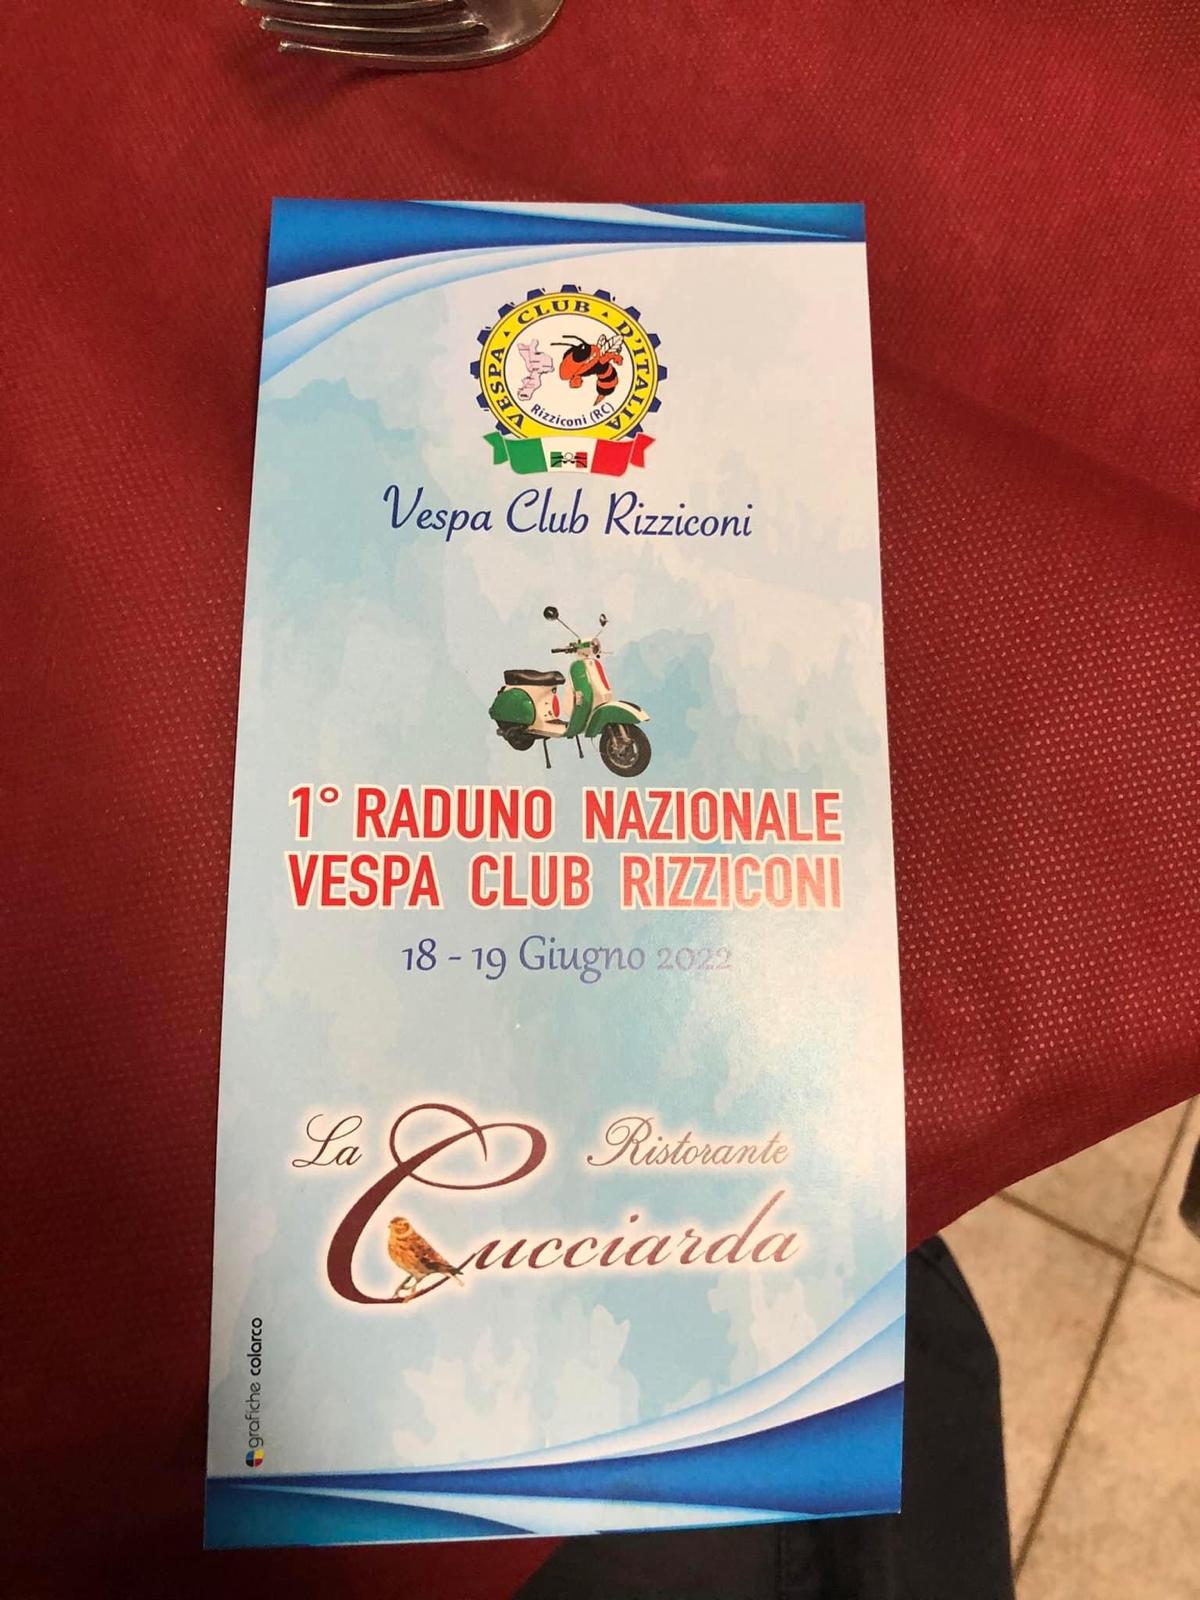 VESPA • CLUB • D'ITALIA
Rizziconi (RC)
Vespa Club Rizziconi
1° RADUNO NAZIONALE
VESPA CLUB RIZZICONI
18 - 19 Giugno 2022
La Cucciarda
Ristorante
grafiche colarco